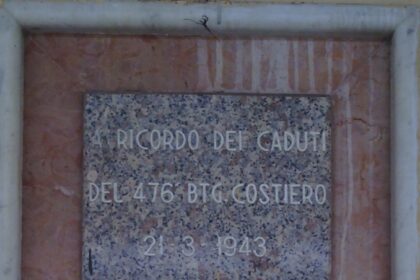 A RICORDO DEI CADUTI
DEL 476° BTG. COSTIERO
21-3-1943